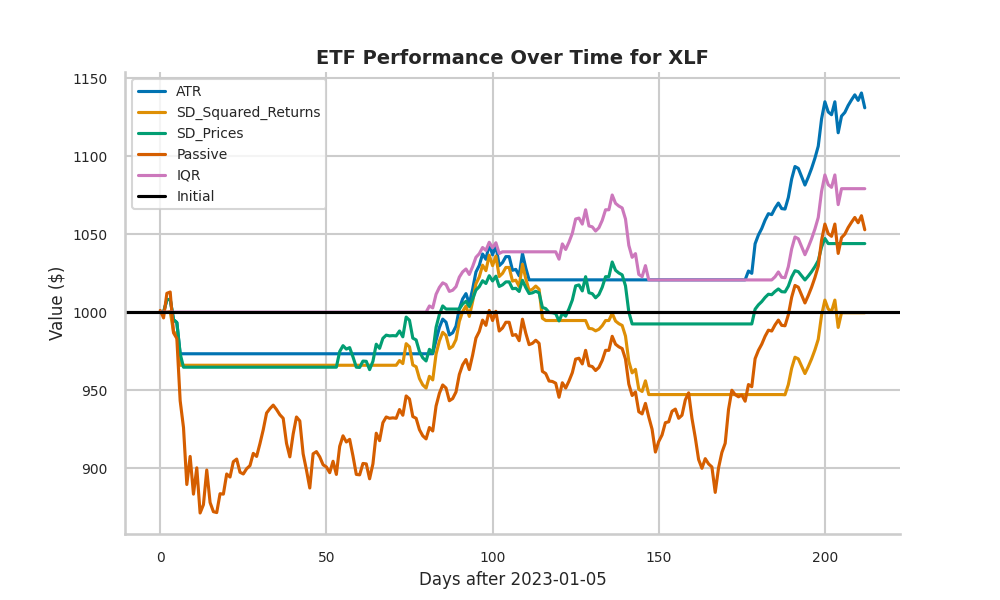 ETF Performance Over Time for XLF
ATR
SD_Squared_Returns
SD_Prices
Passive
IQR
Initial
1150
1100
1050
1000
950
900
Value ($)
0 50 100 150 200
Days after 2023-01-05